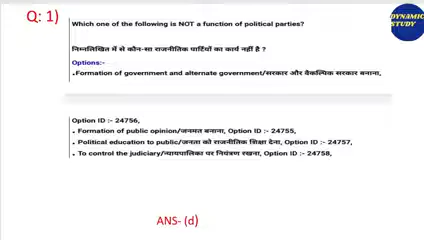 Q: 1)
Which one of the following is NOT a function of political parties?
DYNAMIC
STUDY
निम्नलिखित में से कौन-सा राजनीतिक पार्टियों का कार्य नहीं है ?
Options:-
. Formation of government and alternate government/सरकार और वैकल्पिक सरकार बनाना,
Option ID :- 24756,
. Formation of public opinion/जनमत बनाना, Option ID :- 24755,
. Political education to public/जनता को राजनीतिक शिक्षा देना, Option ID :- 24757,
. To control the judiciary/न्यायपालिका पर नियंत्रण रखना, Option ID :- 24758,
ANS- (d)